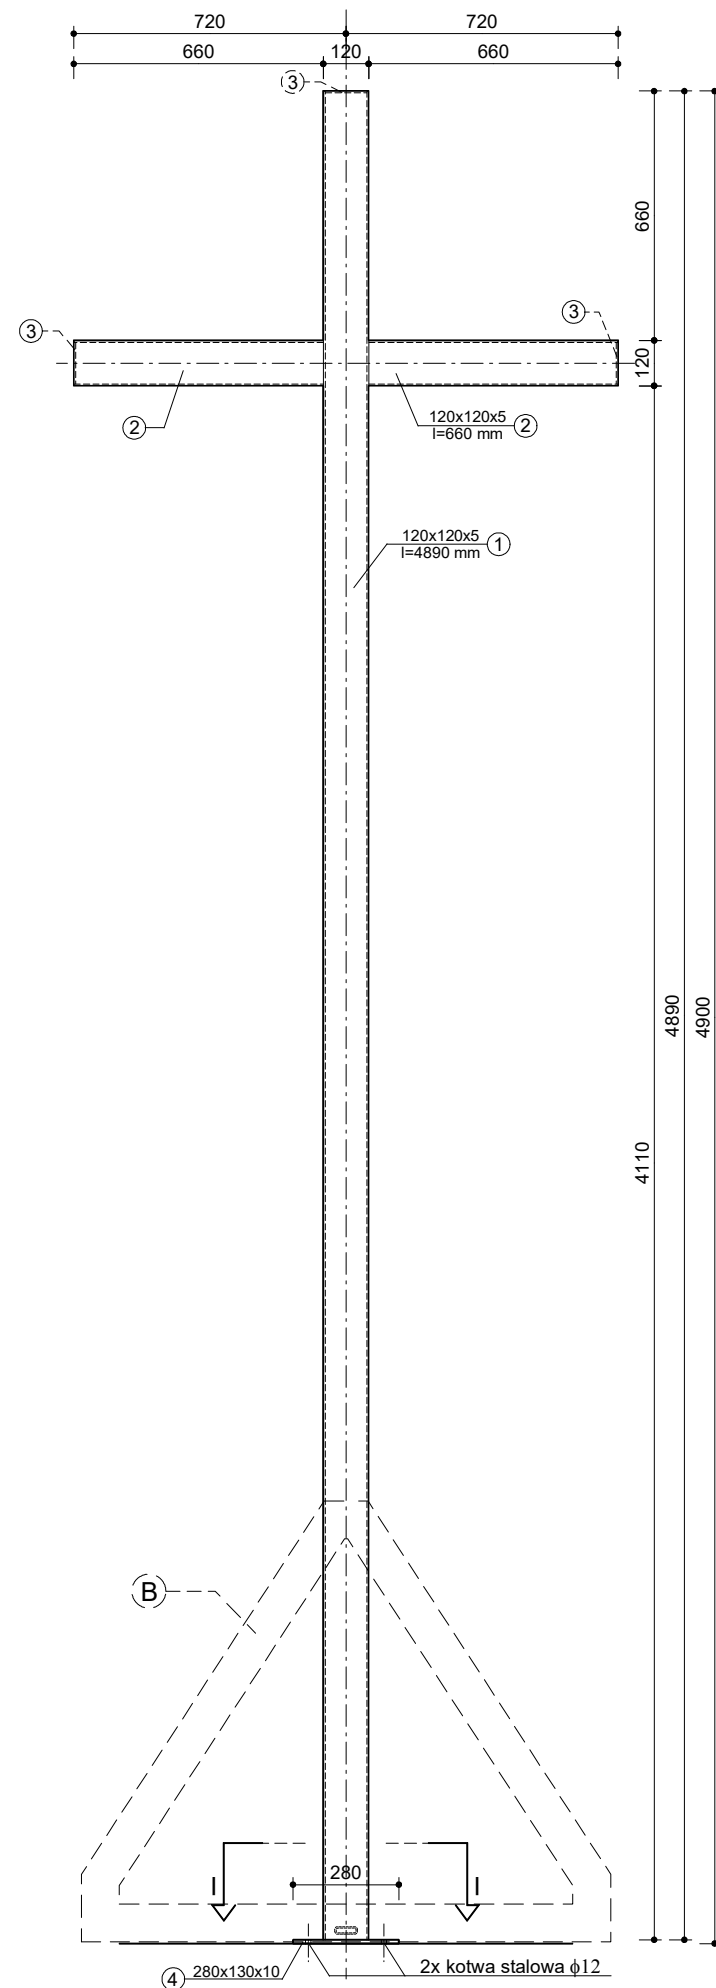 720 720
660 120 660
3
660
3 3
120
2
120x120x5
l=660 mm 2
120x120x5
l=4890 mm 1
4890 4900
4110
B
280
I I
4 280x130x10 2x kotwa stalowa ϕ12